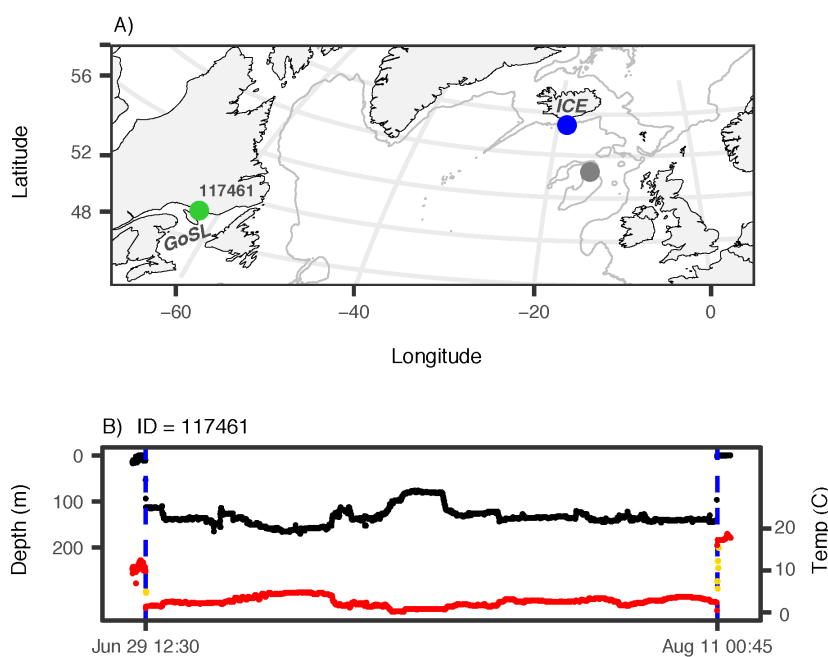 A)
56
52
48
Latitude
ICE
117461
GoSL
−60
−40
−20
0
Longitude
B) ID = 117461
0
100
200
Depth (m)
20
10
0
Temp (C)
Jun 29 12:30
Aug 11 00:45